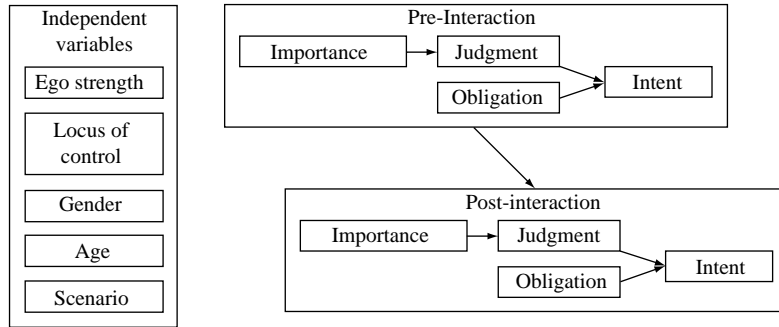 Independent
variables
Ego strength
Locus of
control
Gender
Age
Scenario
Pre-Interaction
Importance
Judgment
Obligation
Intent
Post-interaction
Importance
Judgment
Obligation
Intent